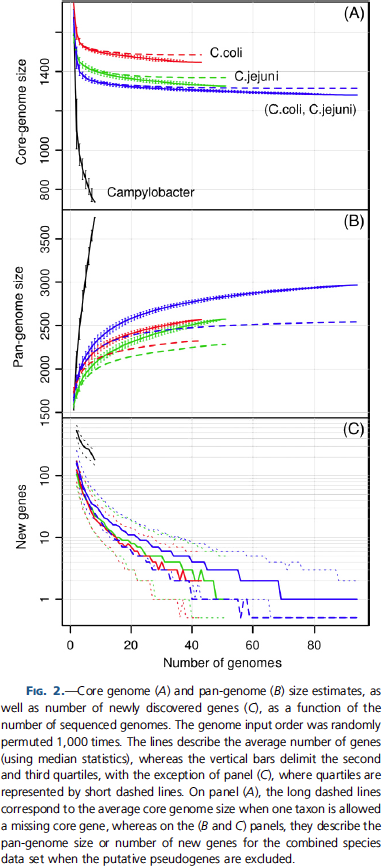 (A)
C.coli
C.jejuni
(C.coli, C.jejuni)
Campylobacter
Core-genome size
1400
1000
800
(B)
Pan-genome size
3500
3000
2500
2000
1500
(C)
New genes
100
10
1
0
20
40
60
80
Number of genomes
FIG. 2.—Core genome (A) and pan-genome (B) size estimates, as
well as number of newly discovered genes (C), as a function of the
number of sequenced genomes. The genome input order was randomly
permuted 1,000 times. The lines describe the average number of genes
(using median statistics), whereas the vertical bars delimit the second
and third quartiles, with the exception of panel (C), where quartiles are
represented by short dashed lines. On panel (A), the long dashed lines
correspond to the average core genome size when one taxon is allowed
a missing core gene, whereas on the (B and C) panels, they describe the
pan-genome size or number of new genes for the combined species
data set when the putative pseudogenes are excluded.